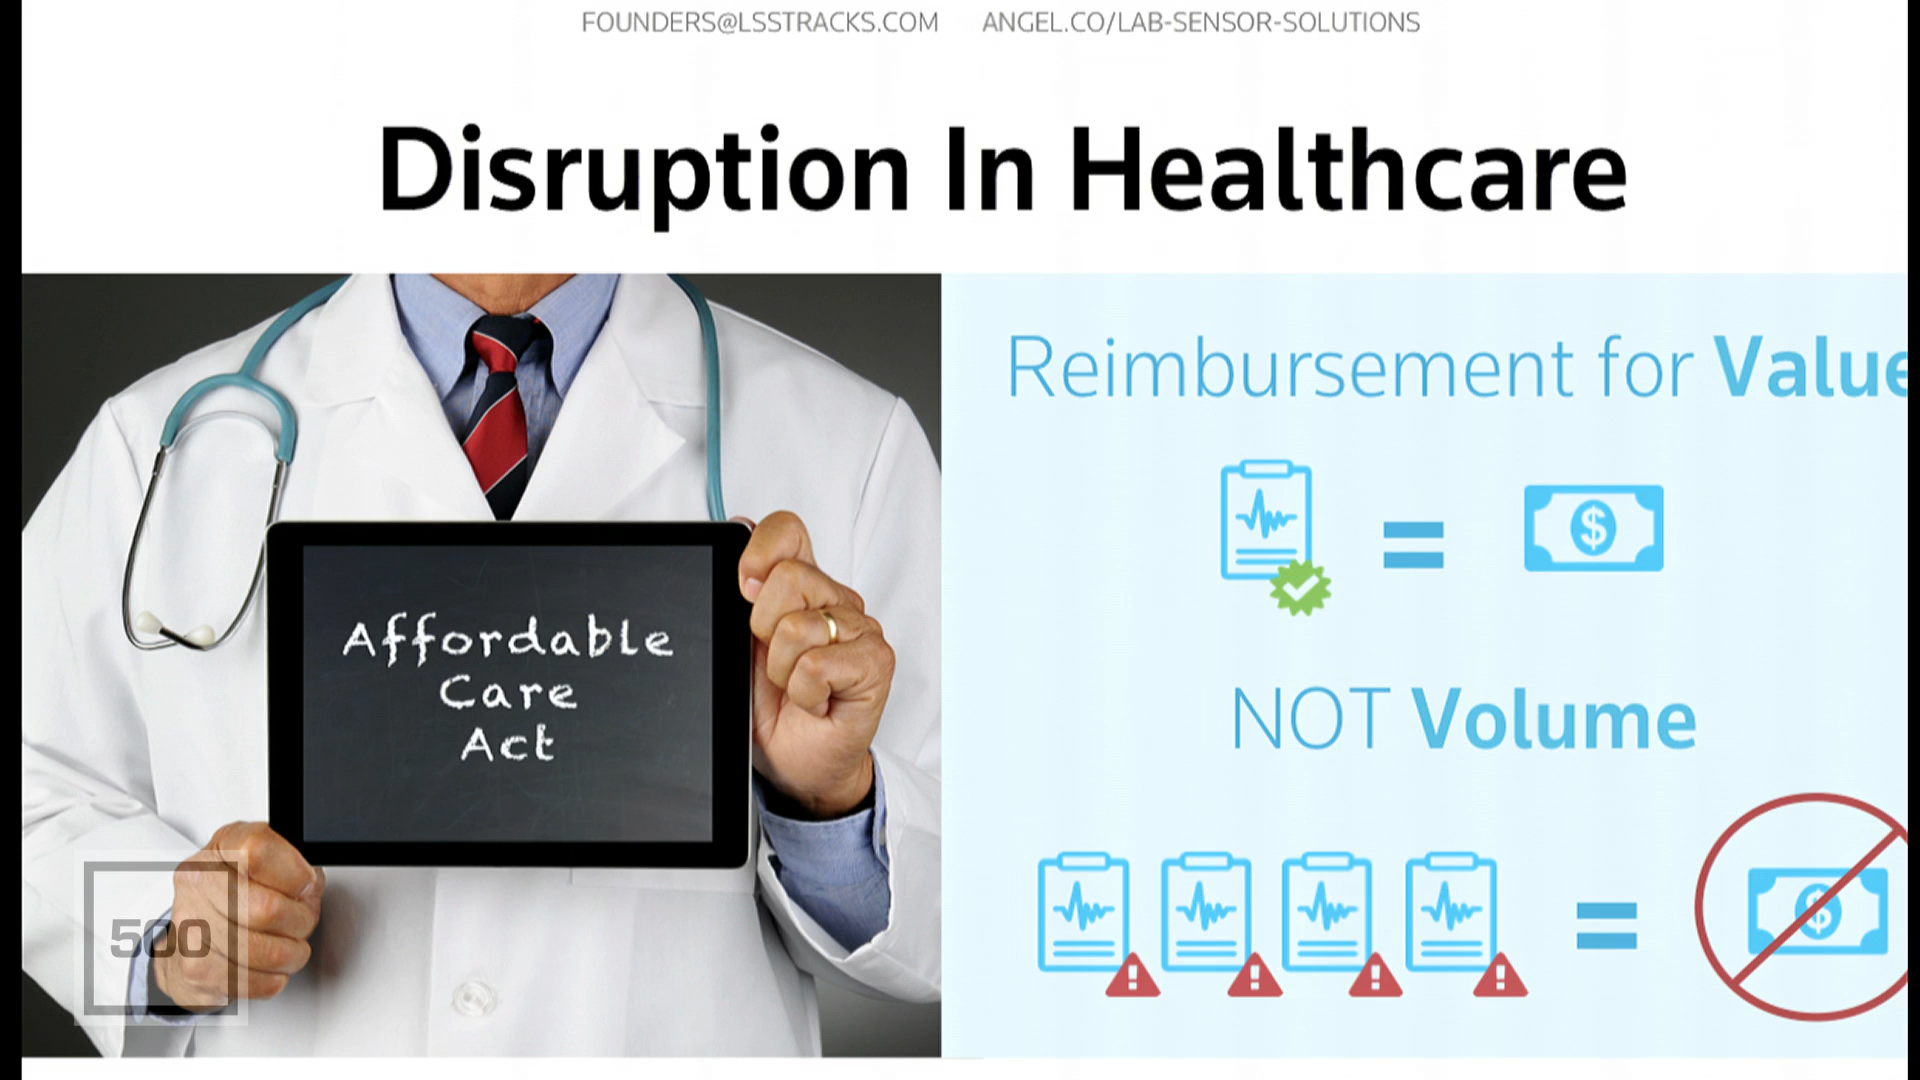 FOUNDERS@LSSTRACKS.COM ANGEL.CO/LAB-SENSOR-SOLUTIONS
Disruption In Healthcare
Affordable
Care
Act
Reimbursement for Value
$
NOT Volume
$
500